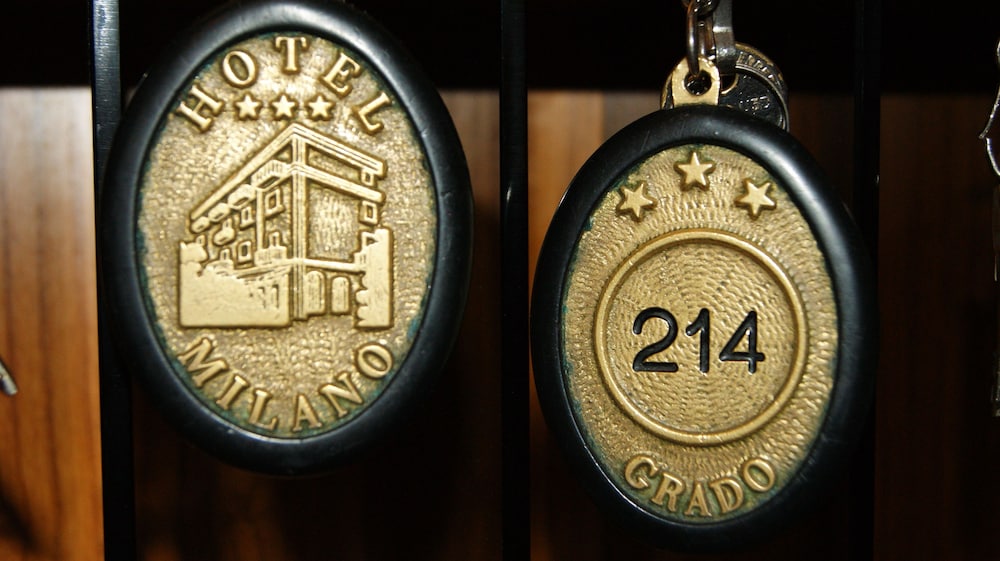 HOTEL
MILANO
214
GRADO